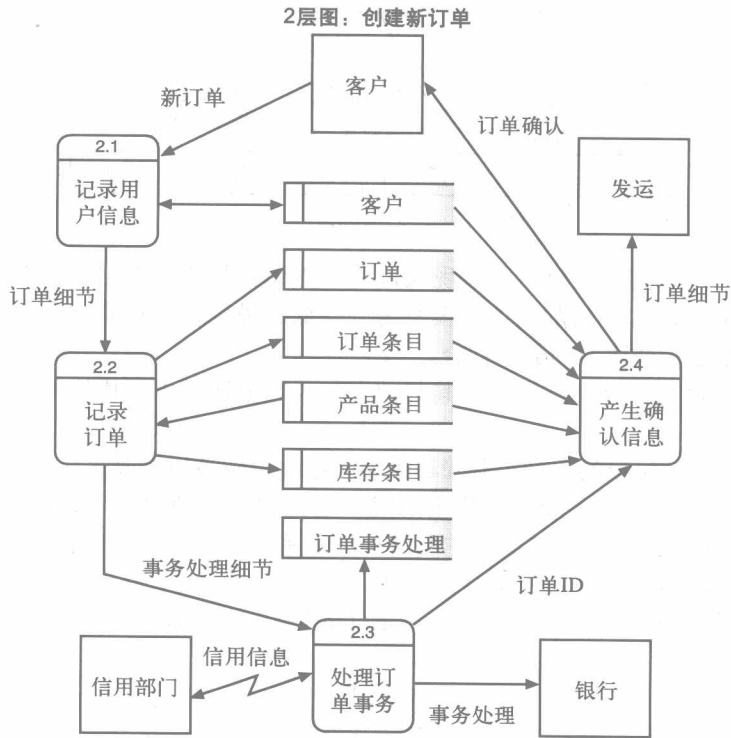 2层图：创建新订单
客户
新订单
订单确认
2.1
记录用
户信息
发运
客户
订单
订单细节
订单细节
订单条目
2.2
记录
订单
2.4
产生确
认信息
产品条目
库存条目
订单事务处理
事务处理细节
订单ID
2.3
处理订
单事务
信用部门
信用信息
事务处理
银行